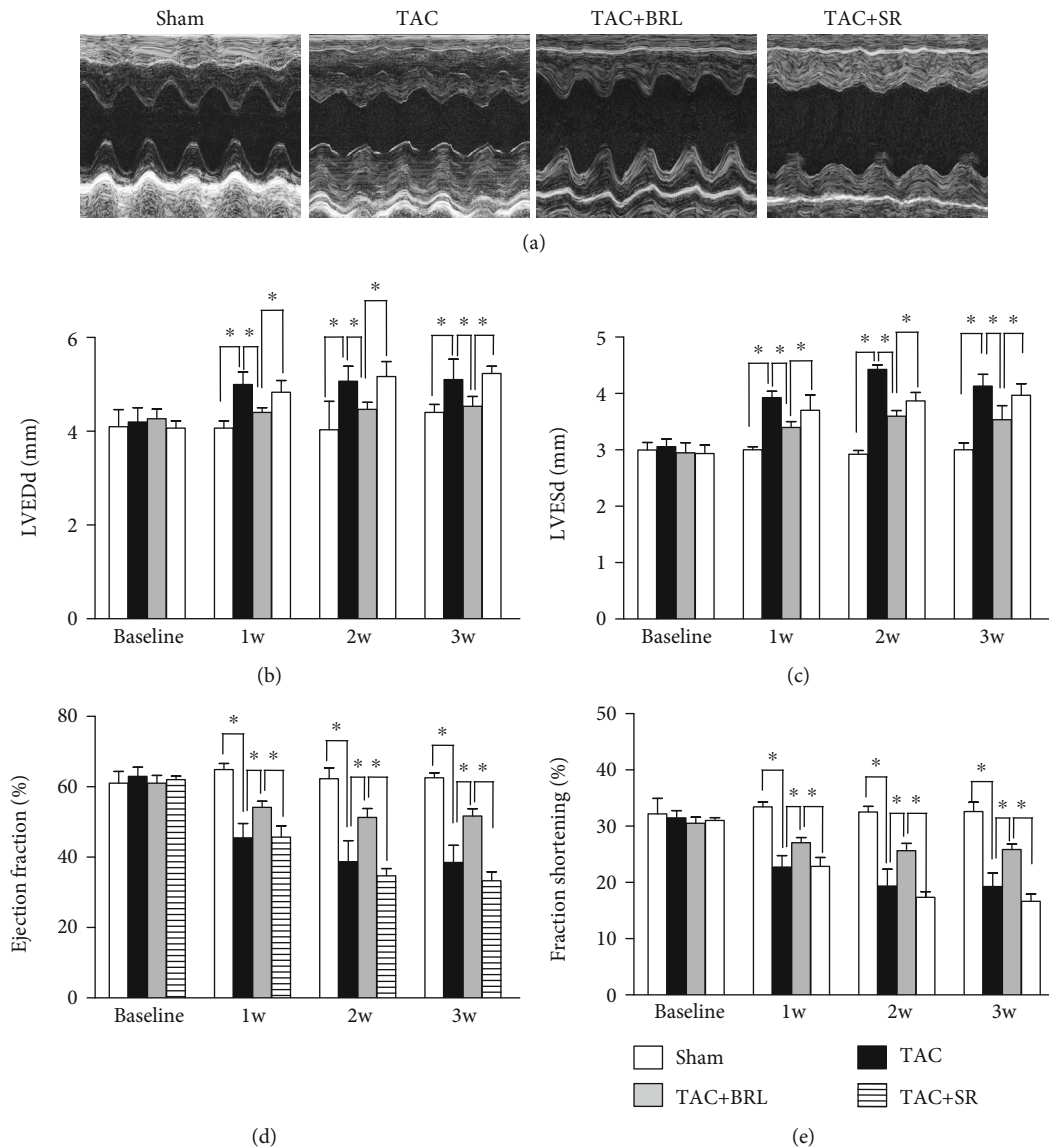 Sham TAC TAC+BRL TAC+SR
(a)
LVEDd (mm)
6
4
2
0
* * *
* * *
* * *
Baseline 1w 2w 3w
(b)
LVESd (mm)
5
4
3
2
1
0
* * *
* * *
* * *
Baseline 1w 2w 3w
(c)
Ejection fraction (%)
80
60
40
20
0
* * *
* * *
* * *
Baseline 1w 2w 3w
(d)
Fraction shortening (%)
50
40
30
20
10
0
* * *
* * *
* * *
Baseline 1w 2w 3w
Sham TAC
TAC+BRL TAC+SR
(e)